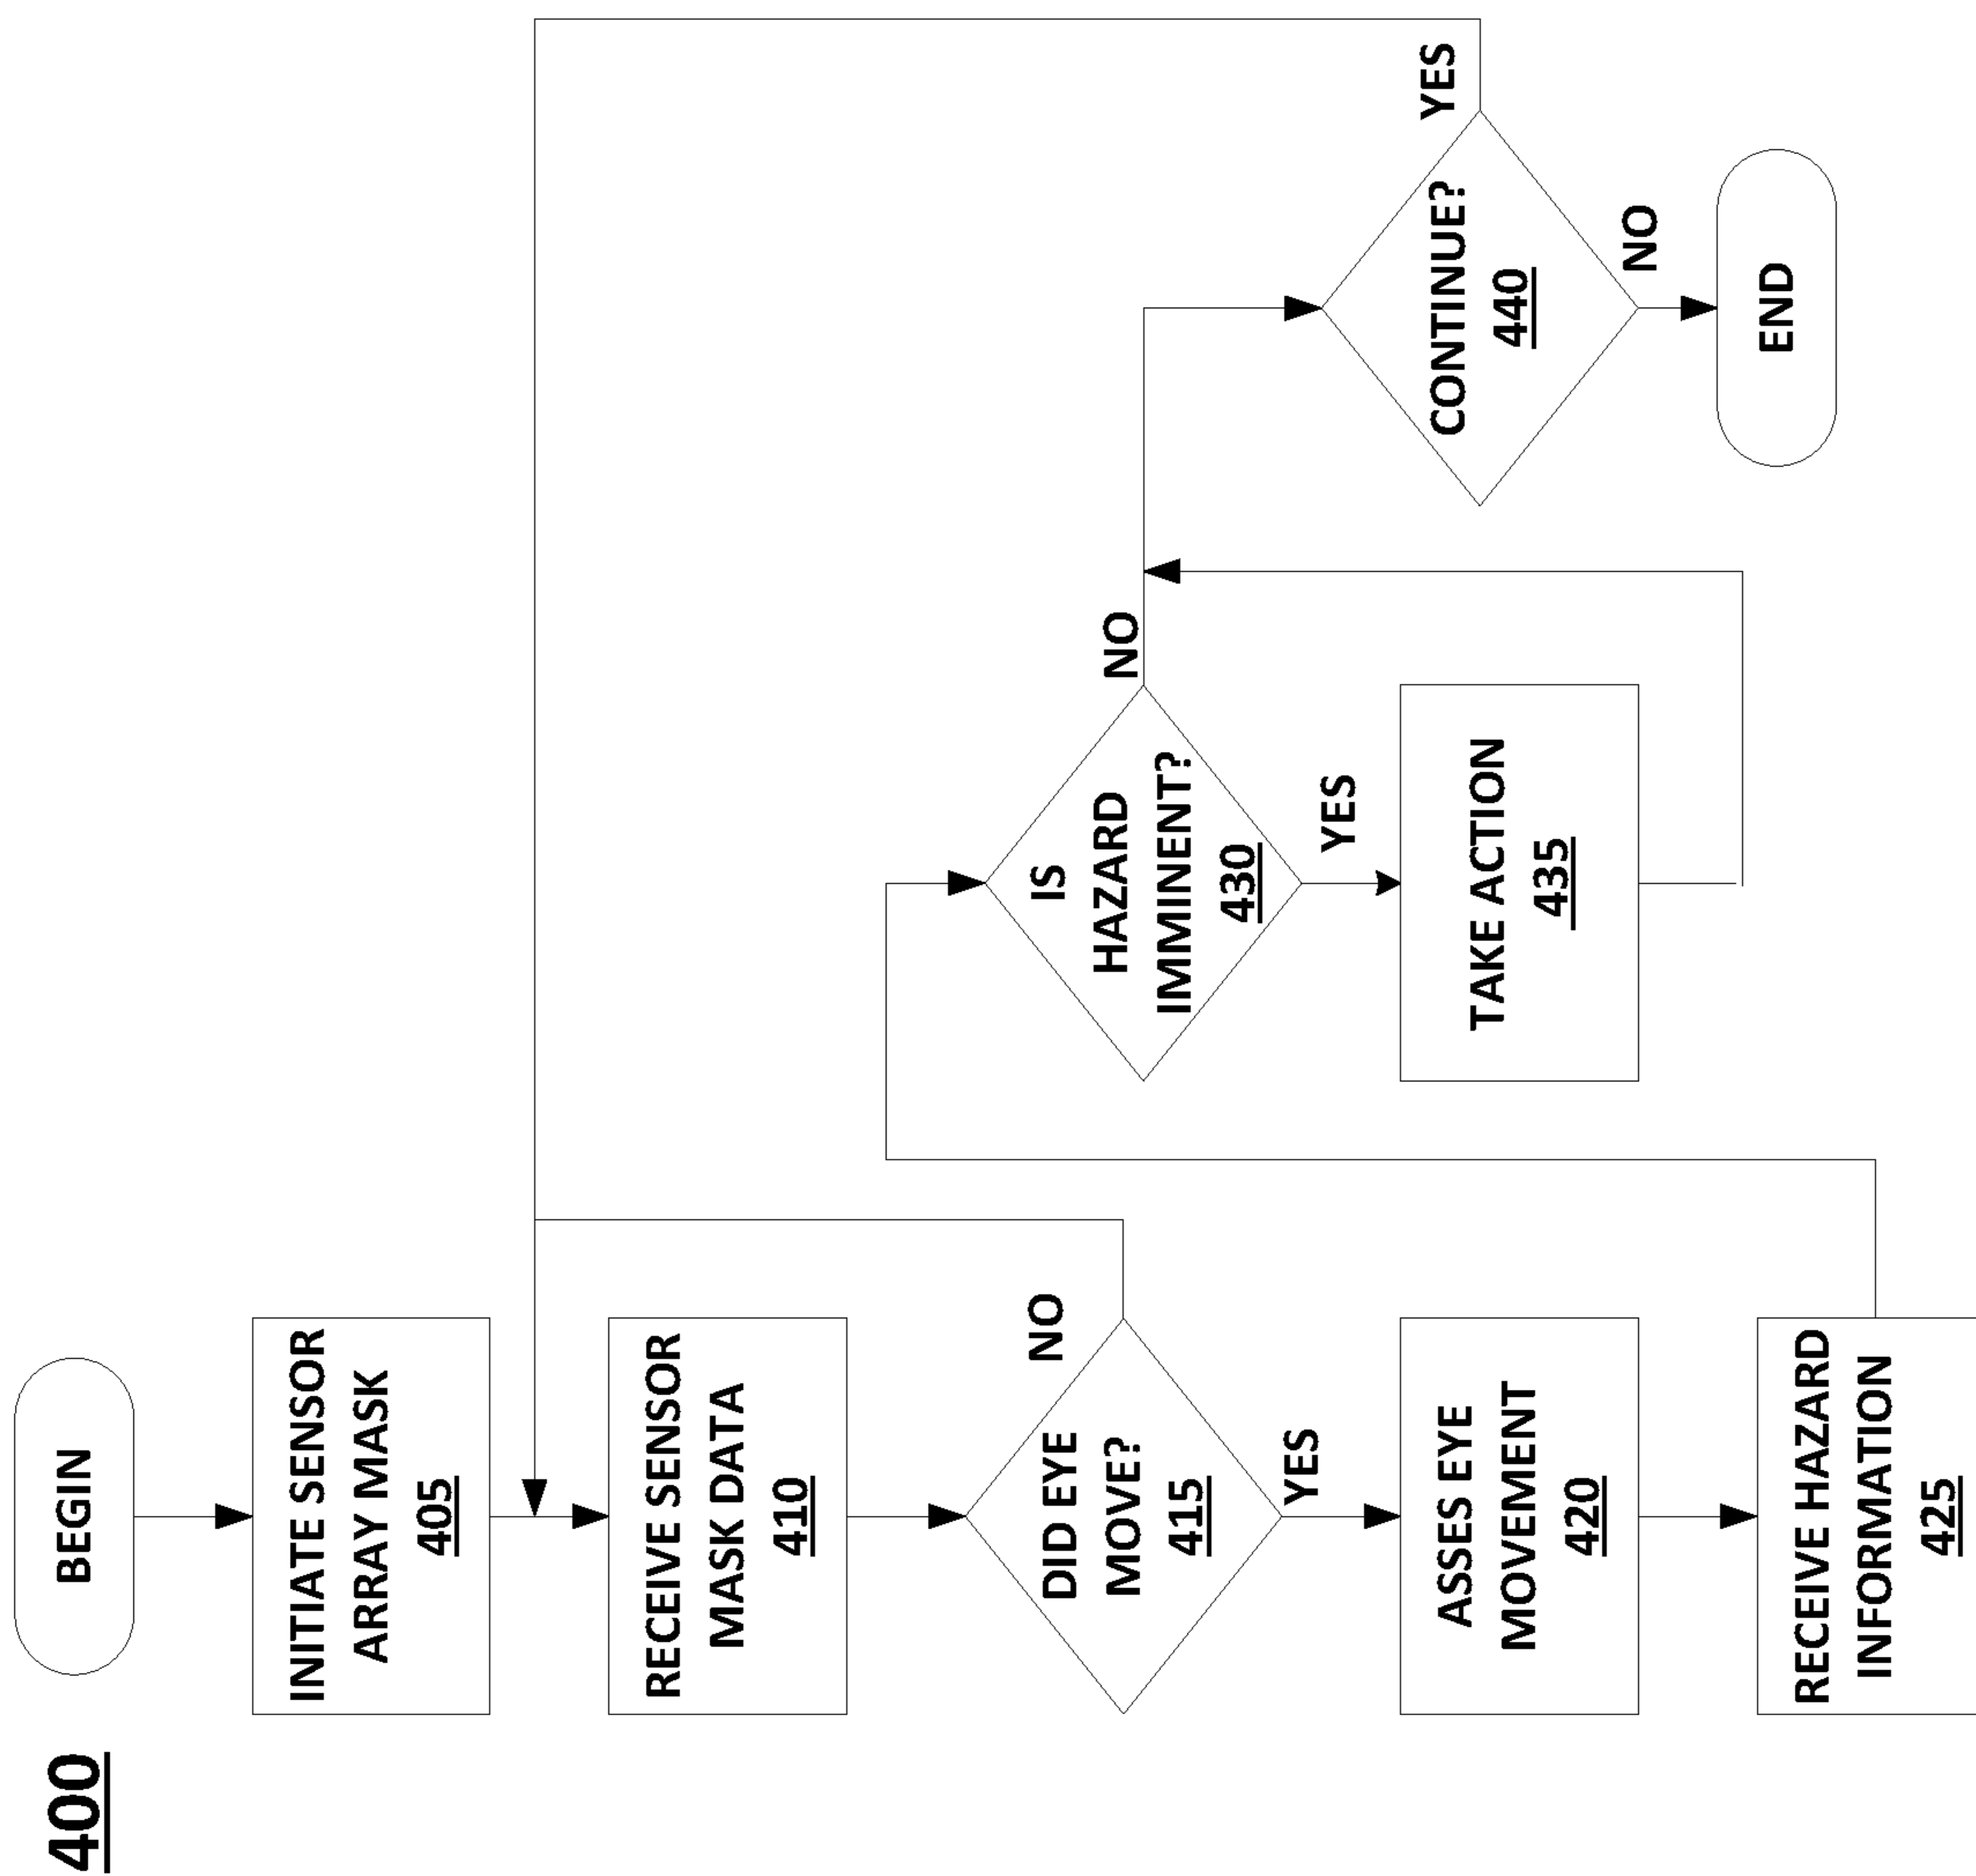 400
BEGIN
INITIATE SENSOR
ARRAY MASK
405
RECEIVE SENSOR
MASK DATA
410
DID EYE
MOVE?
415
NO
YES
ASSES EYE
MOVEMENT
420
RECEIVE HAZARD
INFORMATION
425
IS
HAZARD
IMMINENT?
430
NO
YES
TAKE ACTION
435
CONTINUE?
440
YES
NO
END